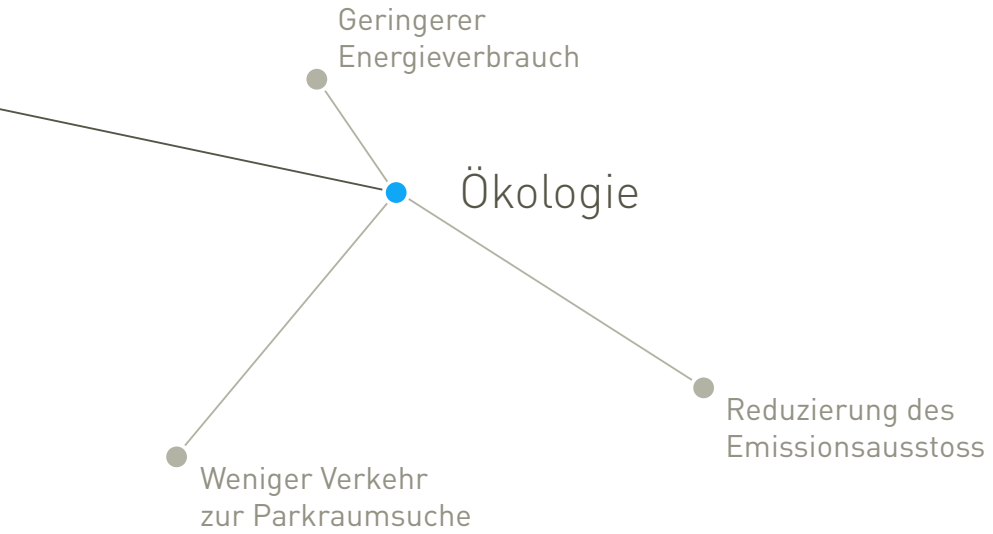 Geringerer
Energieverbrauch
Ökologie
Reduzierung des
Emissionsausstoss
Weniger Verkehr
zur Parkraumsuche